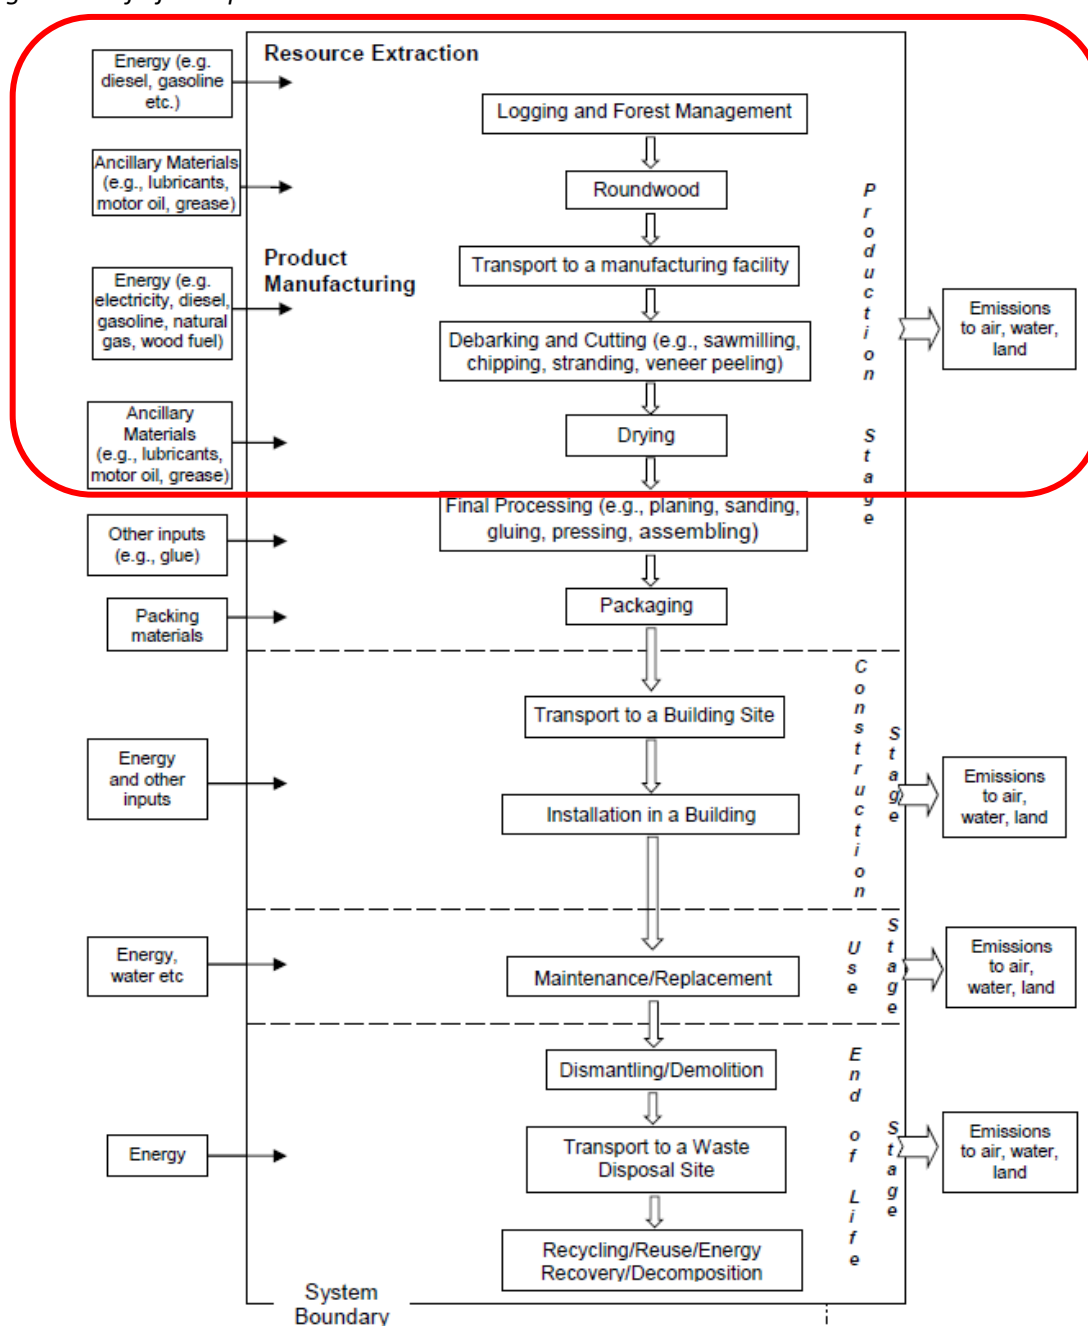 Resource Extraction
Energy (e.g.
diesel, gasoline
etc.)
Logging and Forest Management
Ancillary Materials
(e.g., lubricants,
motor oil, grease)
Roundwood
Production Stage
Product
Manufacturing
Transport to a manufacturing facility
Energy (e.g.
electricity, diesel,
gasoline, natural
gas, wood fuel)
Emissions
to air, water,
land
Debarking and Cutting (e.g., sawmilling,
chipping, stranding, veneer peeling)
Ancillary
Materials
(e.g., lubricants,
motor oil, grease)
Drying
Final Processing (e.g., planing, sanding,
gluing, pressing, assembling)
Other inputs
(e.g., glue)
Packaging
Packing
materials
Construction Stage
Transport to a Building Site
Energy
and other
inputs
Emissions
to air,
water, land
Installation in a Building
Use Stage
Energy,
water etc
Maintenance/Replacement
Emissions
to air,
water, land
End of Life Stage
Dismantling/Demolition
Energy
Transport to a Waste
Disposal Site
Emissions
to air, water,
land
Recycling/Reuse/Energy
Recovery/Decomposition
System
Boundary